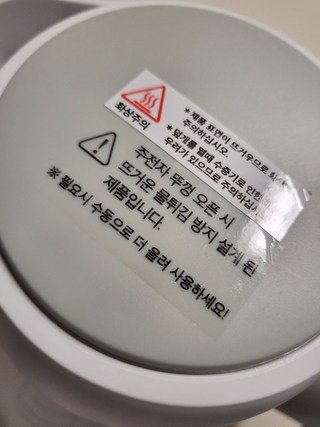 화상주의
* 제품 표면이 뜨거우므로
주의하십시오.
* 덮개를 열때 수증기로 인한
우려가 있으므로 주의하십시
주전자 뚜껑 오픈 시
뜨거운 물튀김 방지 설계 된
제품입니다.
※ 필요시 수동으로 더 올려 사용하세요!